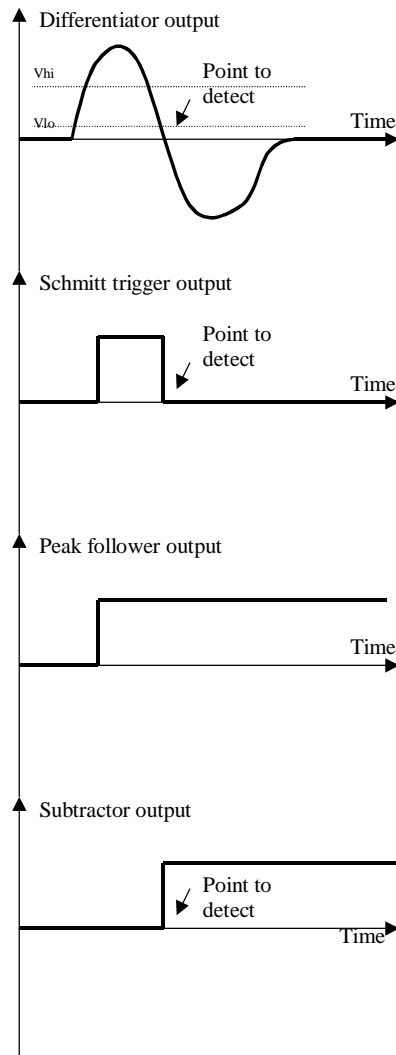 Differentiator output
Vhi
Point to
detect
Vlo
Time
Schmitt trigger output
Point to
detect
Time
Peak follower output
Time
Subtractor output
Point to
detect
Time